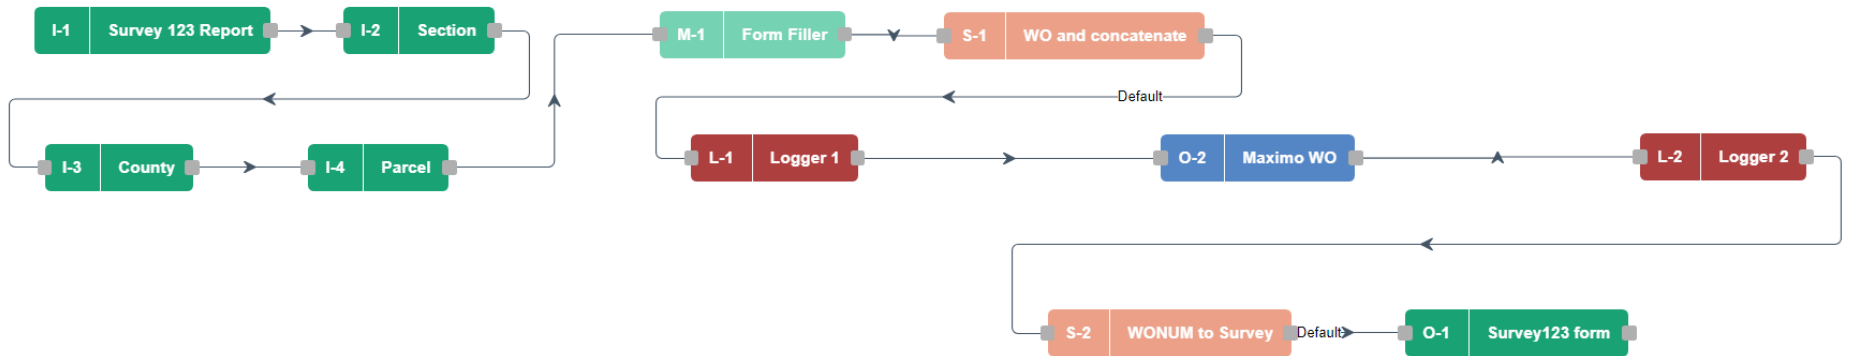 I-1 Survey 123 Report
I-2 Section
M-1 Form Filler
S-1 WO and concatenate
Default
I-3 County
I-4 Parcel
L-1 Logger 1
O-2 Maximo WO
L-2 Logger 2
S-2 WONUM to Survey
Default
O-1 Survey123 form